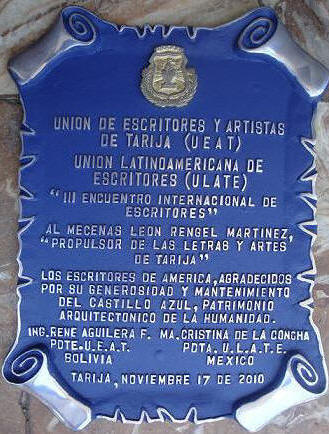 UNION DE ESCRITORES Y ARTISTAS
DE TARIJA (UEAT)
UNION LATINOAMERICANA DE
ESCRITORES (ULATE)
"III ENCUENTRO INTERNACIONAL DE
ESCRITORES"
AL MECENAS LEON RENGEL MARTINEZ,
"PROPULSOR DE LAS LETRAS Y ARTES
DE TARIJA"
LOS ESCRITORES DE AMERICA, AGRADECIDOS
POR SU GENEROSIDAD Y MANTENIMIENTO
DEL CASTILLO AZUL, PATRIMONIO
ARQUITECTONICO DE LA HUMANIDAD.
ING. RENE AGUILERA F. MA. CRISTINA DE LA CONCHA
PDTE. U.E.A.T. PDTA. U.L.A.T.E.
BOLIVIA MEXICO
TARIJA, NOVIEMBRE 17 DE 2010